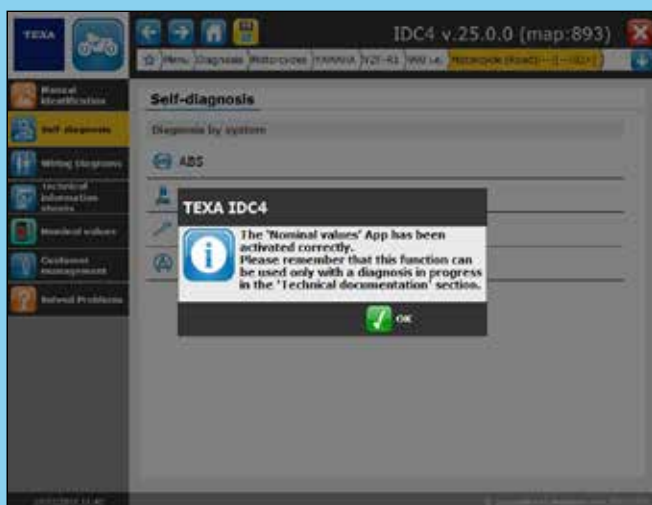 TEXA
IDC4 v.25.0.0 (map:893)
Menu Diagnosis Motorcycles YAMAHA YZF-R1 998 i.e.
Manual identification
Self-diagnosis
Wiring Diagrams
Technical information sheets
Nominal values
Customer management
Solved Problems
Self-diagnosis
Diagnosis by system
ABS
TEXA IDC4
The 'Nominal values' App has been
activated correctly.
Please remember that this function can
be used only with a diagnosis in progress
in the 'Technical documentation' section.
OK